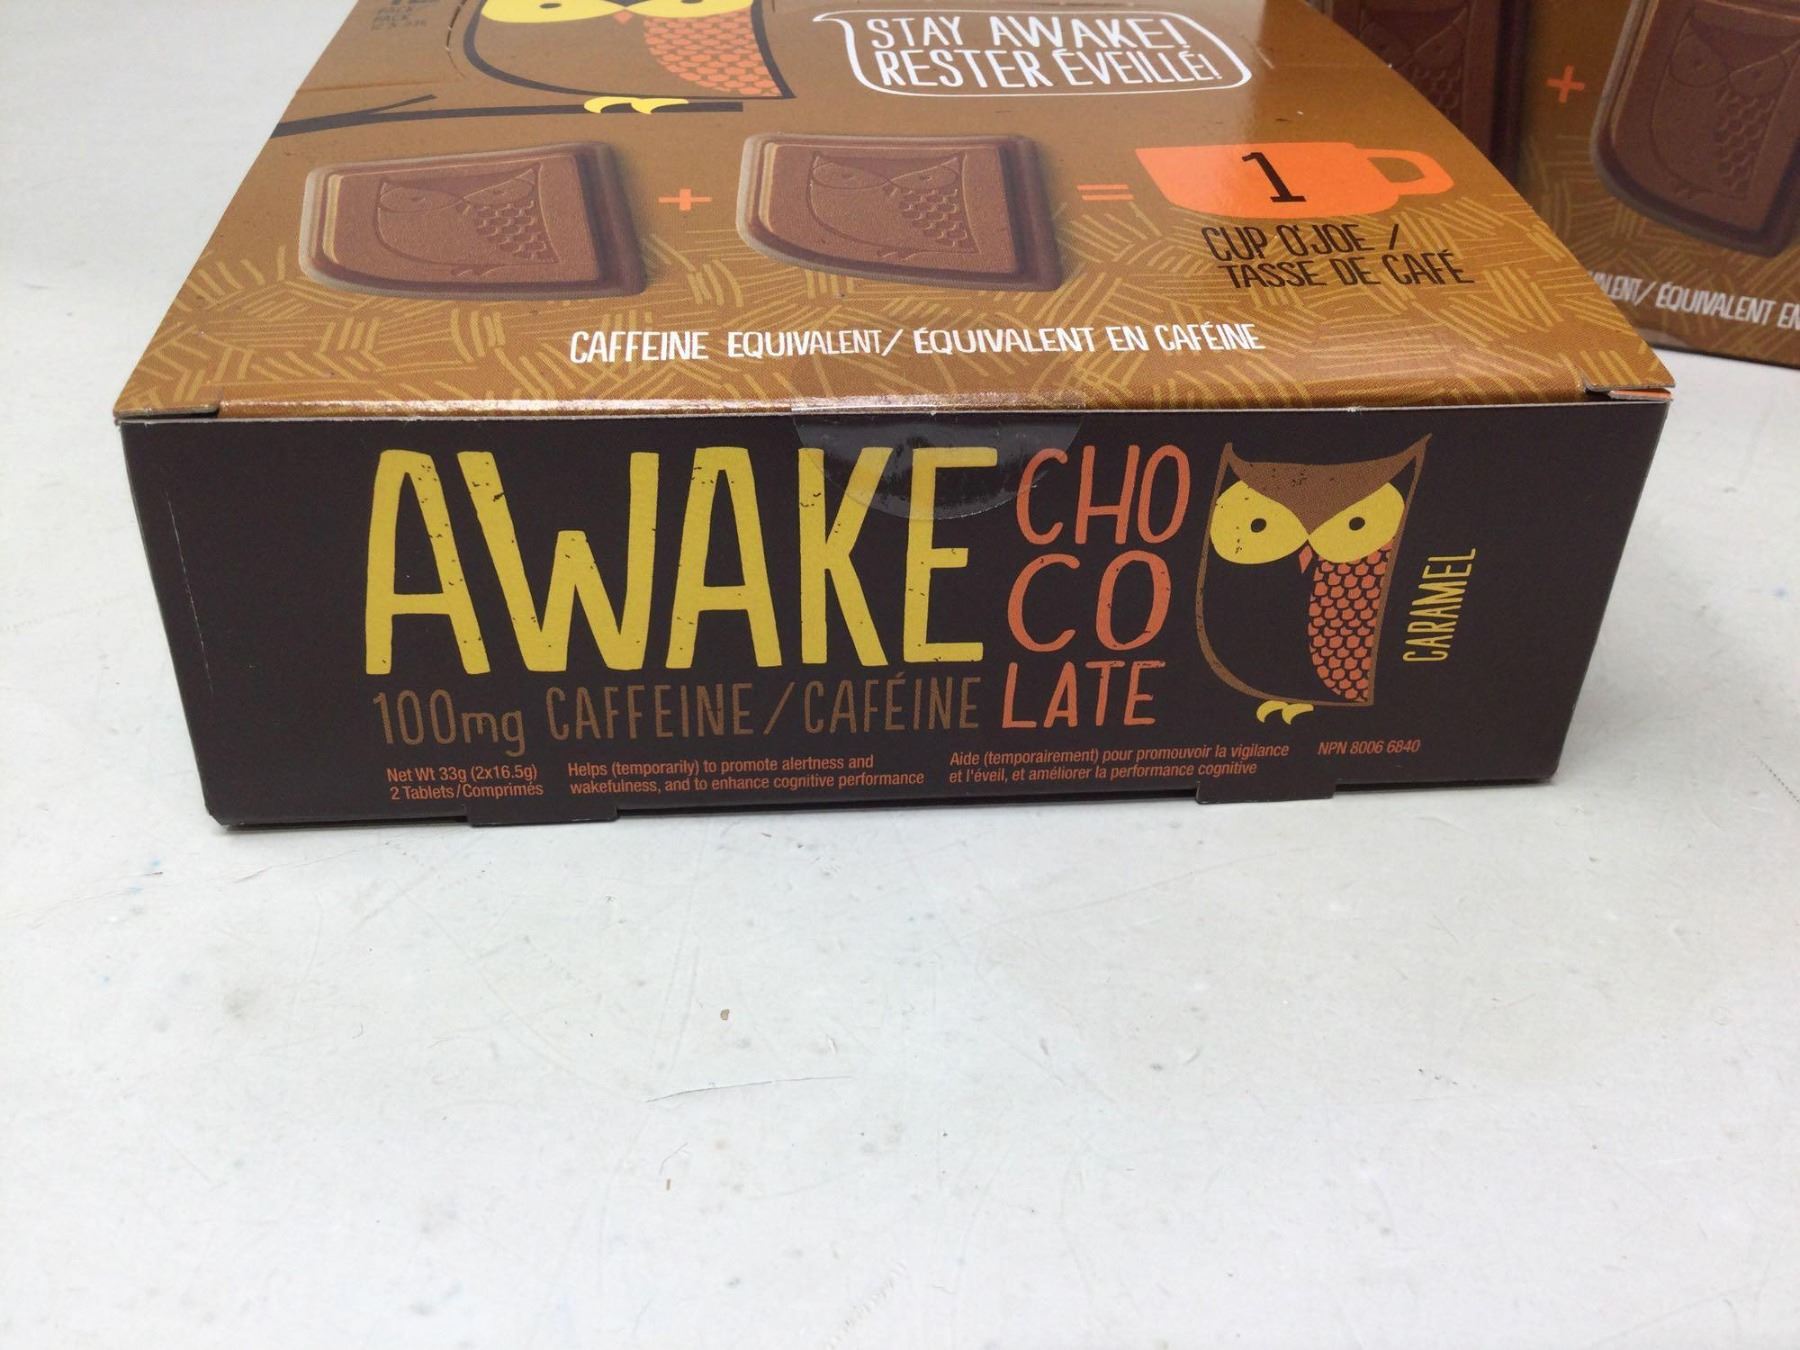 STAY AWAKE!
RESTER ÉVEILLÉ!
+
=
1
CUP O'JOE /
TASSE DE CAFÉ
CAFFEINE EQUIVALENT/ ÉQUIVALENT EN CAFÉINE
+
ALENT/ ÉQUIVALENT EN
AWAKE
CHO
CO
LATE
CARAMEL
100mg CAFFEINE/CAFÉINE
Net Wt 33g (2x16.5g)
2 Tablets/Comprimés
Helps (temporarily) to promote alertness and
wakefulness, and to enhance cognitive performance
Aide (temporairement) pour promouvoir la vigilance
et l'éveil, et améliorer la performance cognitive
NPN 8006 6840